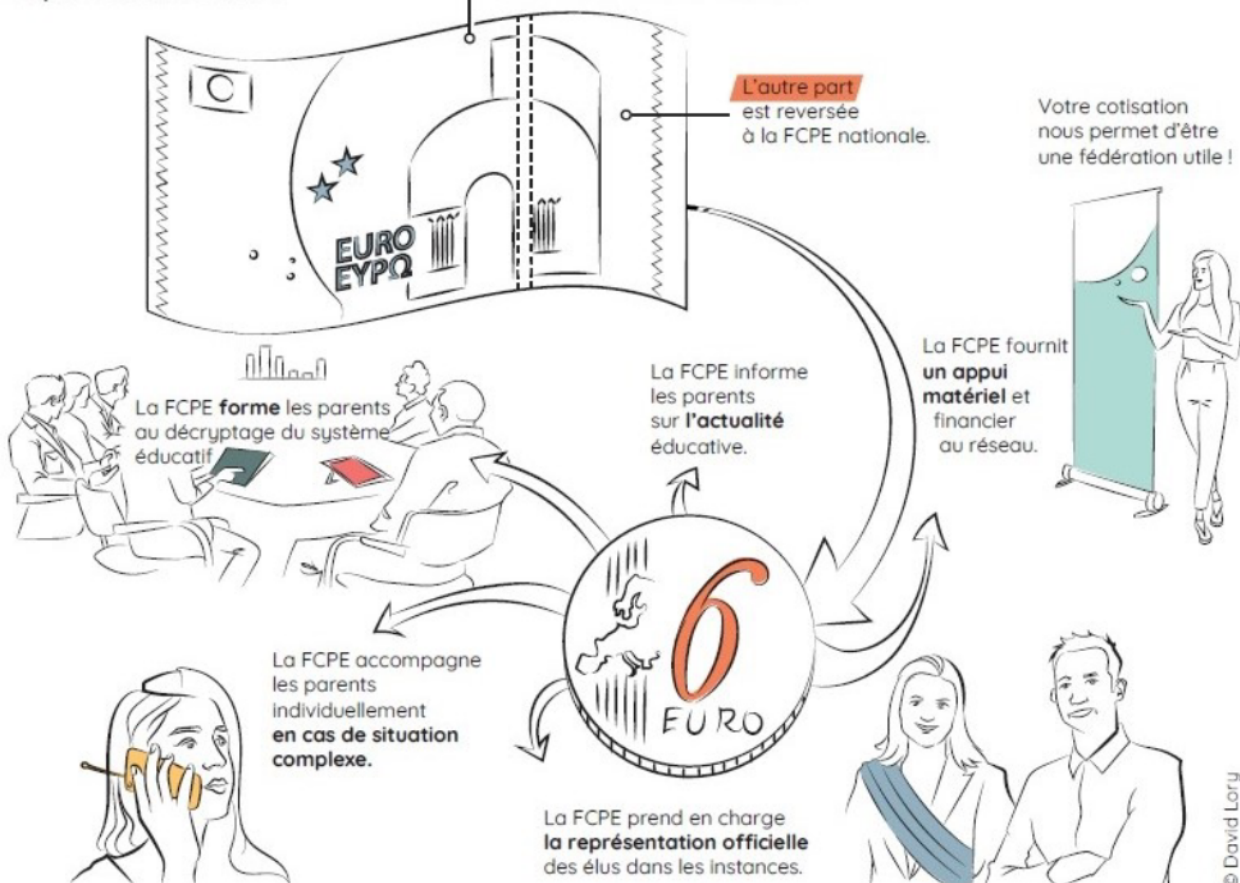 L'autre part
est reversée
à la FCPE nationale.
Votre cotisation
nous permet d'être
une fédération utile !
EURO
ΕΥΡΩ
La FCPE forme les parents
au décryptage du système
éducatif
La FCPE informe
les parents
sur l'actualité
éducative.
La FCPE fournit
un appui
matériel et
financier
au réseau.
La FCPE accompagne
les parents
individuellement
en cas de situation
complexe.
6
EURO
La FCPE prend en charge
la représentation officielle
des élus dans les instances.
© David Lory